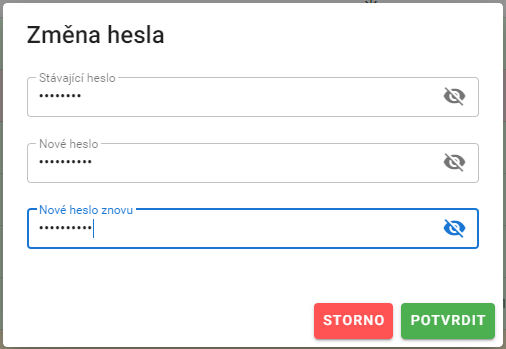 Změna hesla
Stávající heslo
••••••••
Nové heslo
••••••••••
Nové heslo znovu
••••••••••
STORNO POTVRDIT